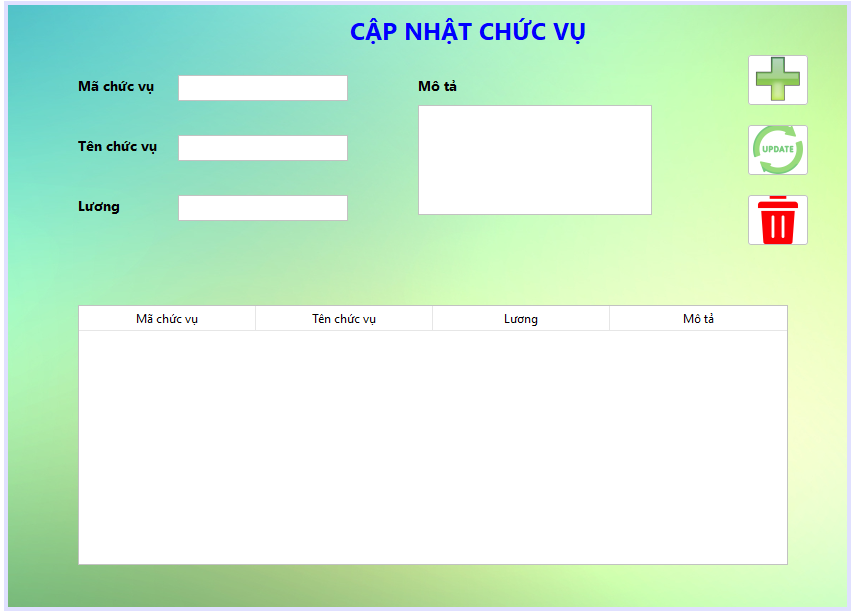 CẬP NHẬT CHỨC VỤ
Mã chức vụ
Mô tả
Tên chức vụ
UPDATE
Lương
Mã chức vụ Tên chức vụ Lương Mô tả